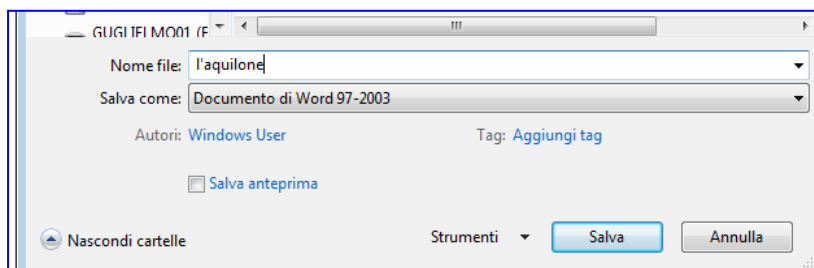 GUGLIELMO01 (F
Nome file: l'aquilone
Salva come: Documento di Word 97-2003
Autori: Windows User Tag: Aggiungi tag
Salva anteprima
Nascondi cartelle Strumenti Salva Annulla